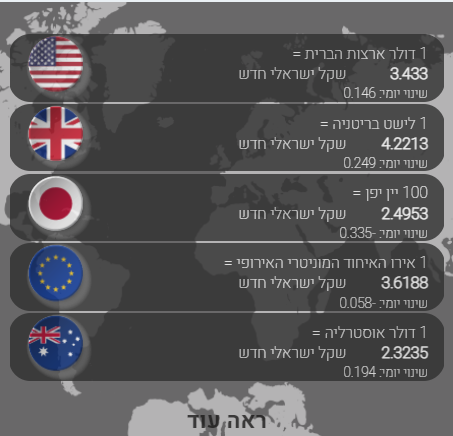 1 דולר ארצות הברית =
3.433 שקל ישראלי חדש
שינוי יומי: 0.146
1 לישט בריטניה =
4.2213 שקל ישראלי חדש
שינוי יומי: 0.249
100 יין יפן =
2.4953 שקל ישראלי חדש
שינוי יומי: -0.335
1 אירו האיחוד המוניטרי האירופי =
3.6188 שקל ישראלי חדש
שינוי יומי: -0.058
1 דולר אוסטרליה =
2.3235 שקל ישראלי חדש
שינוי יומי: 0.194
ראה עוד